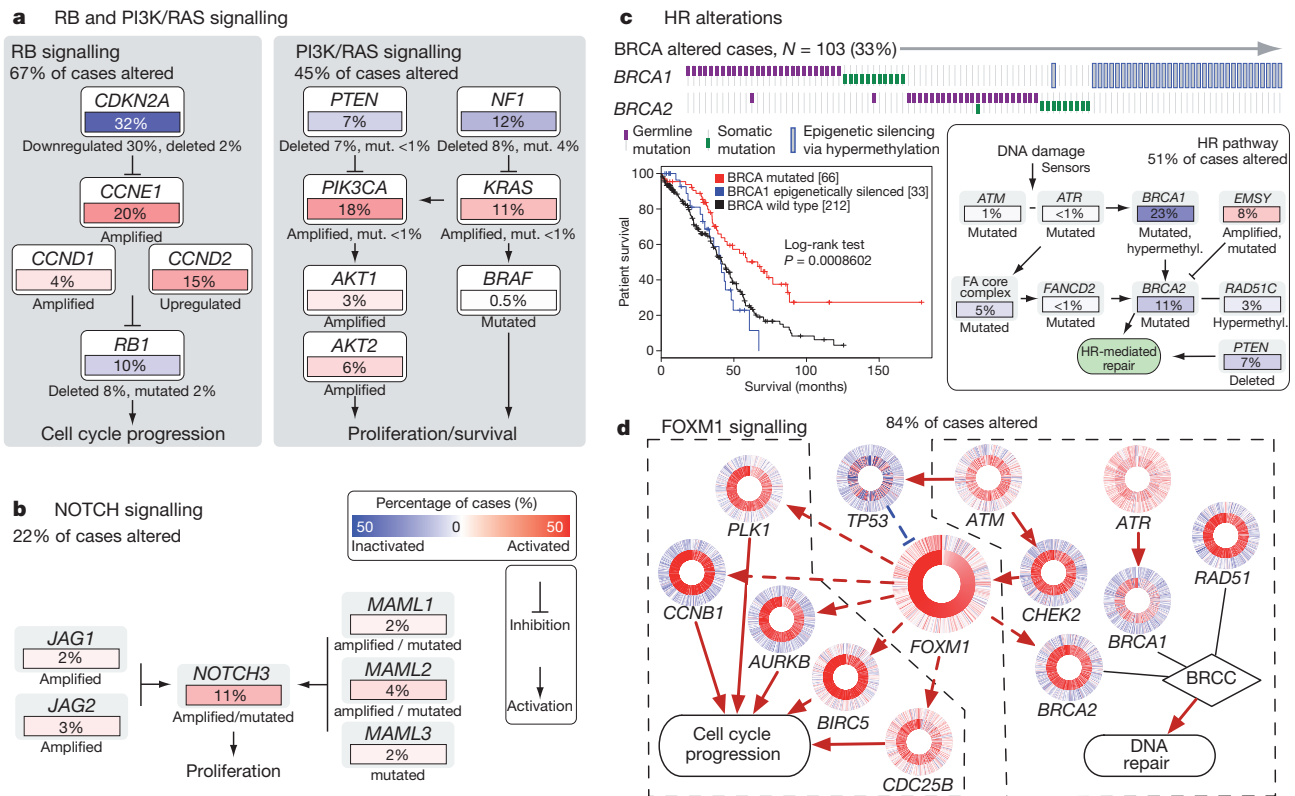 a RB and PI3K/RAS signalling
RB signalling
67% of cases altered
CDKN2A
32%
Downregulated 30%, deleted 2%
CCNE1
20%
Amplified
CCND1
4%
Amplified
CCND2
15%
Upregulated
RB1
10%
Deleted 8%, mutated 2%
Cell cycle progression
PI3K/RAS signalling
45% of cases altered
PTEN
7%
Deleted 7%, mut. <1%
NF1
12%
Deleted 8%, mut. 4%
PIK3CA
18%
Amplified, mut. <1%
KRAS
11%
Amplified, mut. <1%
AKT1
3%
Amplified
BRAF
0.5%
Mutated
AKT2
6%
Amplified
Proliferation/survival
b NOTCH signalling
22% of cases altered
JAG1
2%
Amplified
JAG2
3%
Amplified
NOTCH3
11%
Amplified/mutated
Proliferation
MAML1
2%
amplified / mutated
MAML2
4%
amplified / mutated
MAML3
2%
mutated
Percentage of cases (%)
50 0 50
Inactivated Activated
Inhibition
Activation
c HR alterations
BRCA altered cases, N = 103 (33%)
BRCA1
BRCA2
Germline mutation
Somatic mutation
Epigenetic silencing via hypermethylation
BRCA mutated [66]
BRCA1 epigenetically silenced [33]
BRCA wild type [212]
Log-rank test
P = 0.0008602
Patient survival
100
80
60
40
20
0
0 50 100 150
Survival (months)
HR pathway
51% of cases altered
DNA damage
Sensors
ATM
1%
Mutated
ATR
<1%
Mutated
BRCA1
23%
Mutated,
hypermethyl.
EMSY
8%
Amplified,
mutated
FA core
complex
5%
Mutated
FANCD2
<1%
Mutated
BRCA2
11%
Mutated
RAD51C
3%
Hypermethyl.
HR-mediated
repair
PTEN
7%
Deleted
d FOXM1 signalling
84% of cases altered
PLK1
TP53
ATM
ATR
RAD51
CCNB1
AURKB
FOXM1
CHEK2
BRCA1
BIRC5
BRCA2
BRCC
CDC25B
Cell cycle
progression
DNA
repair